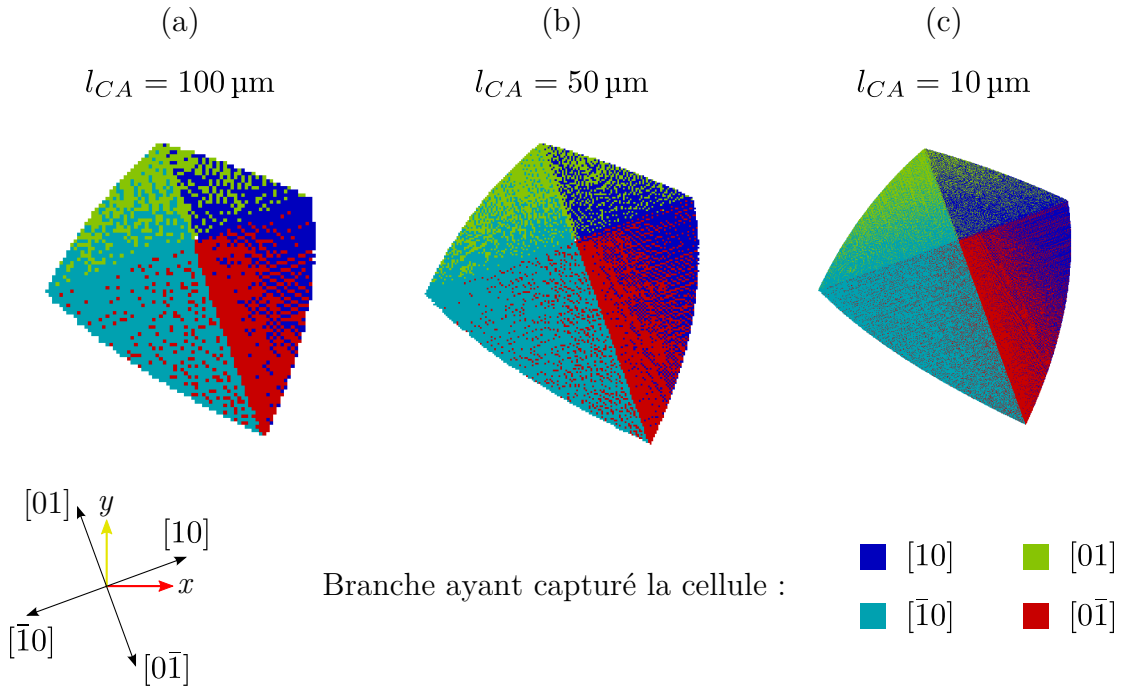 (a) (b) (c)
l_{CA} = 100 µm l_{CA} = 50 µm l_{CA} = 10 µm
[01] y
[10]
x
[1̄0]
[01̄]
Branche ayant capturé la cellule :
[10] [01]
[1̄0] [01̄]